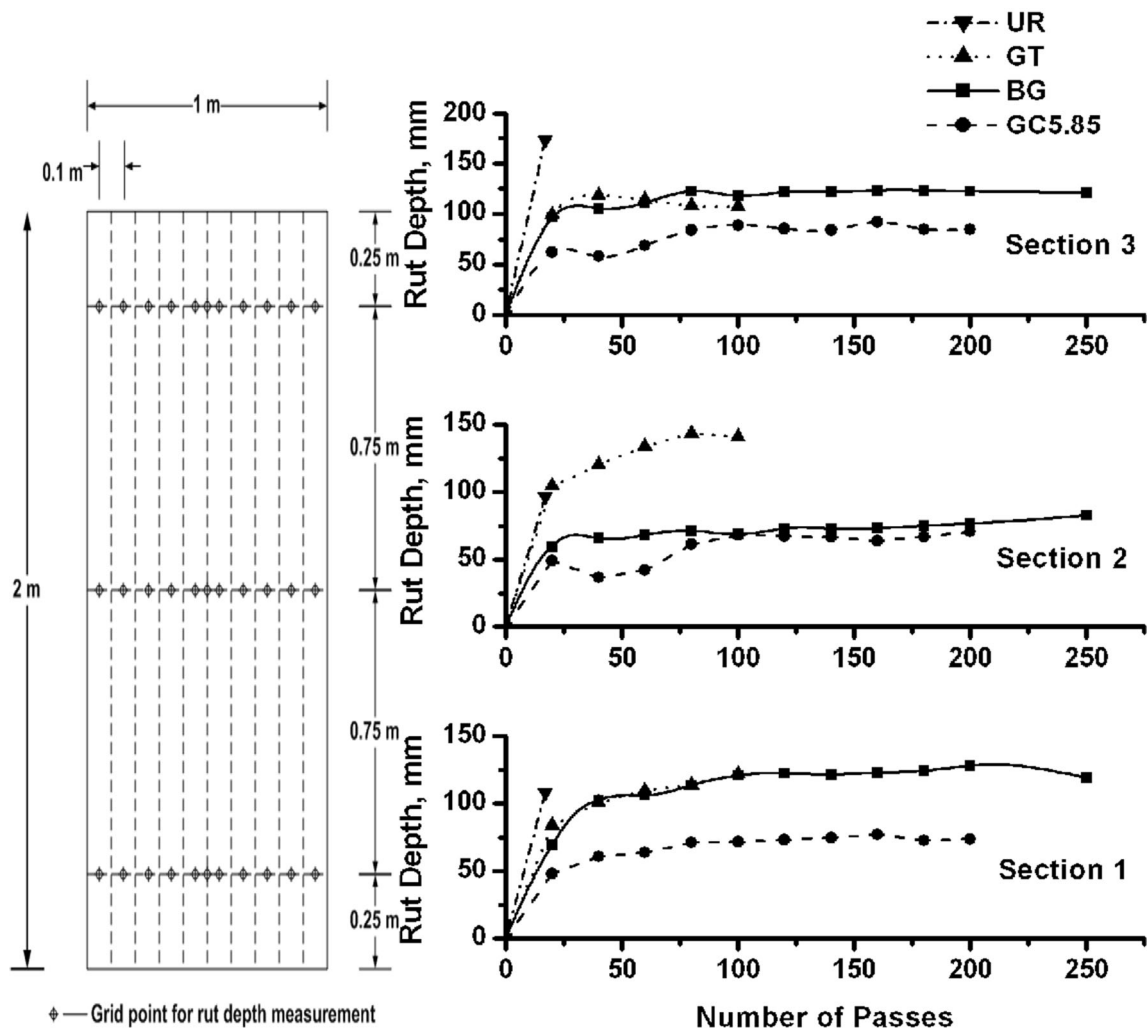 UR
GT
BG
GC5.85
1 m
0.1 m
0.25 m
0.75 m
2 m
0.75 m
0.25 m
Grid point for rut depth measurement
Rut Depth, mm
200
150
100
50
0
0 50 100 150 200 250
Section 3
Rut Depth, mm
150
100
50
0
0 50 100 150 200 250
Section 2
Rut Depth, mm
150
100
50
0
0 50 100 150 200 250
Section 1
Number of Passes